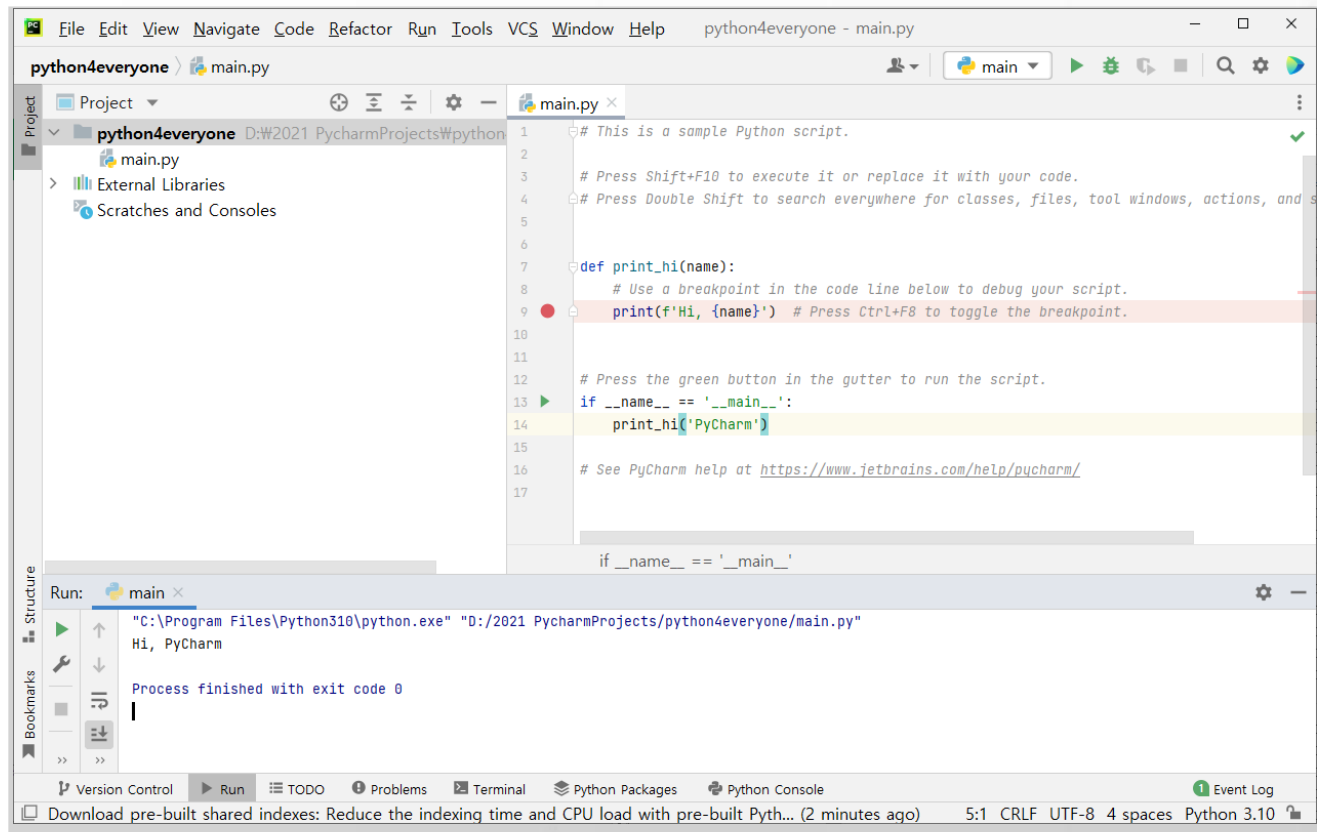 PC File Edit View Navigate Code Refactor Run Tools VCS Window Help python4everyone - main.py
python4everyone main.py main
Project
Project
main.py
python4everyone D:₩2021 PycharmProjects₩python
main.py
External Libraries
Scratches and Consoles
1 # This is a sample Python script.
2
3 # Press Shift+F10 to execute it or replace it with your code.
4 # Press Double Shift to search everywhere for classes, files, tool windows, actions, and s
5
6
7 def print_hi(name):
8 # Use a breakpoint in the code line below to debug your script.
9 print(f'Hi, {name}') # Press Ctrl+F8 to toggle the breakpoint.
10
11
12 # Press the green button in the gutter to run the script.
13 if __name__ == '__main__':
14 print_hi('PyCharm')
15
16 # See PyCharm help at https://www.jetbrains.com/help/pycharm/
17
if __name__ == '__main__'
Structure
Bookmarks
Run: main
"C:\Program Files\Python310\python.exe" "D:/2021 PycharmProjects/python4everyone/main.py"
Hi, PyCharm
Process finished with exit code 0
Version Control Run TODO Problems Terminal Python Packages Python Console 1 Event Log
Download pre-built shared indexes: Reduce the indexing time and CPU load with pre-built Pyth... (2 minutes ago) 5:1 CRLF UTF-8 4 spaces Python 3.10